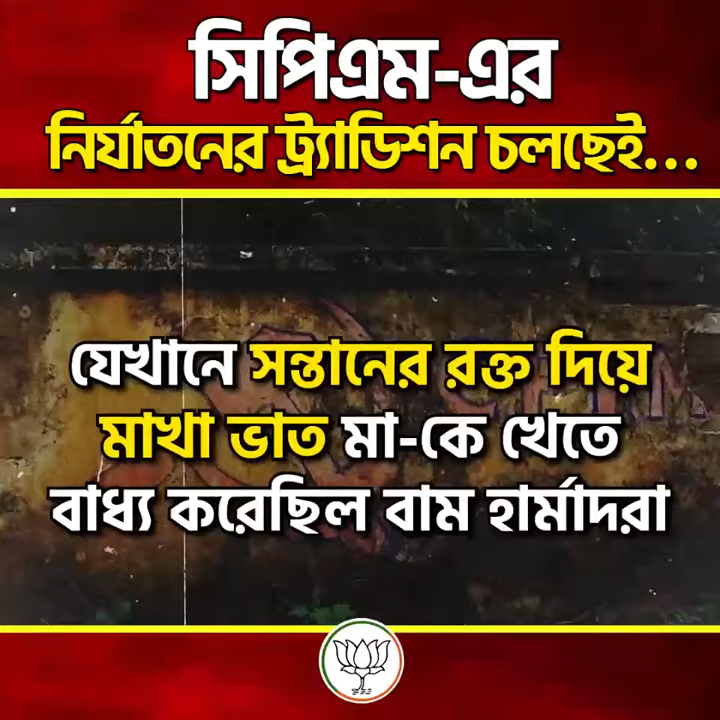 সিপিএম-এর
নির্যাতনের ট্র্যাডিশন চলছেই...
যেখানে সন্তানের রক্ত দিয়ে
মাখা ভাত মা-কে খেতে
বাধ্য করেছিল বাম হার্মাদরা